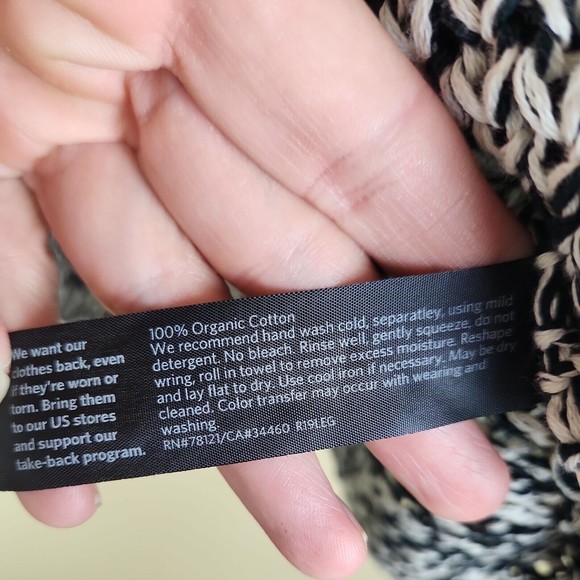 We want our
clothes back, even
if they're worn or
torn. Bring them
to our US stores
and support our
take-back program.
100% Organic Cotton
We recommend hand wash cold, separatley, using mild
detergent. No bleach. Rinse well, gently squeeze, do not
wring, roll in towel to remove excess moisture. Reshape
and lay flat to dry. Use cool iron if necessary. May be dry
cleaned. Color transfer may occur with wearing and
washing.
RN#78121/CA#34460 R19LEG